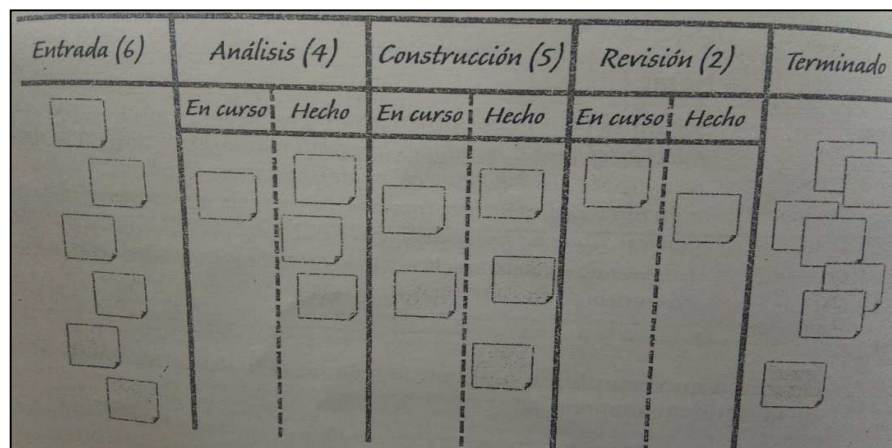 Entrada (6)
Análisis (4)
Construcción (5)
Revisión (2)
Terminado
En curso
Hecho
En curso
Hecho
En curso
Hecho